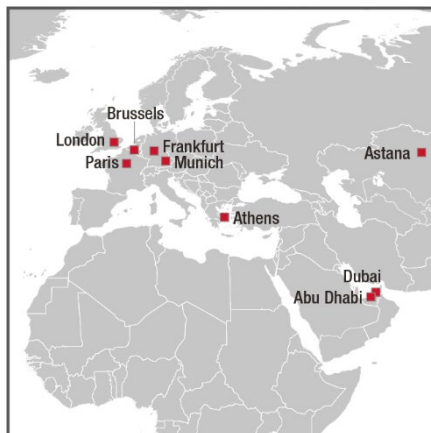 Brussels
London
Frankfurt
Paris
Munich
Astana
Athens
Dubai
Abu Dhabi